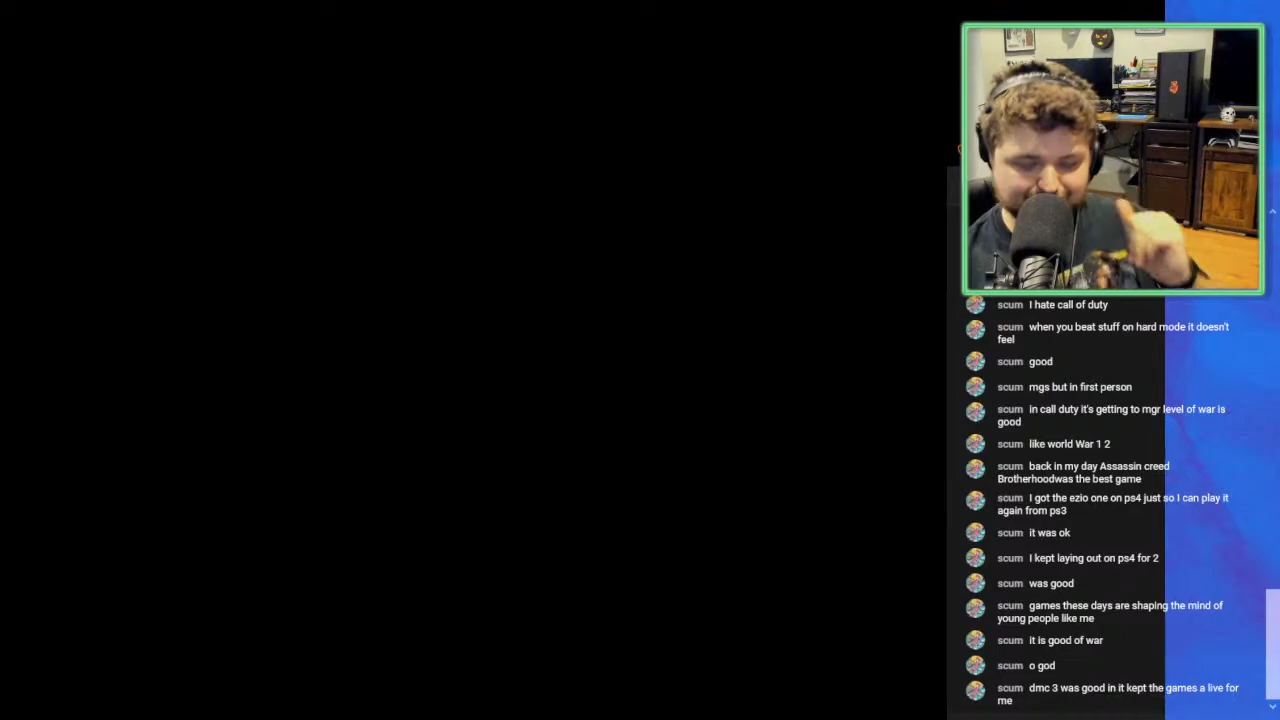 scum I hate call of duty
scum when you beat stuff on hard mode it doesn't
feel
scum good
scum mgs but in first person
scum in call duty it's getting to mgr level of war is
good
scum like world War 1 2
scum back in my day Assassin creed
Brotherhoodwas the best game
scum I got the ezio one on ps4 just so I can play it
again from ps3
scum it was ok
scum I kept laying out on ps4 for 2
scum was good
scum games these days are shaping the mind of
young people like me
scum it is good of war
scum o god
scum dmc 3 was good in it kept the games a live for
me